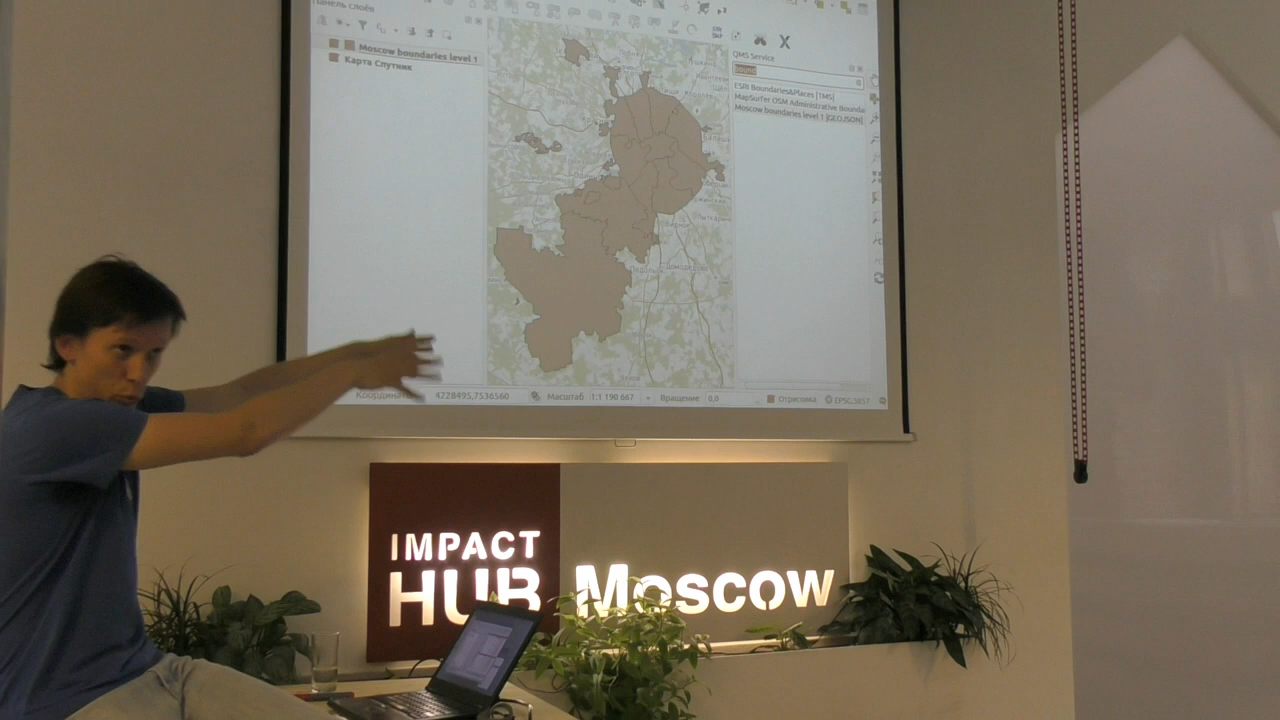 Панель слоёв
Moscow boundaries level 1
Карта Спутник
QMS Service
bound
ESRI Boundaries&Places [TMS]
MapSurfer OSM Administrative Bounda
Moscow boundaries level 1 [GEOJSON]
4228495,7536560
Масштаб
1:1 190 667
Вращение
0,0
Отрисовка
EPSG:3857
IMPACT
HUB
Moscow